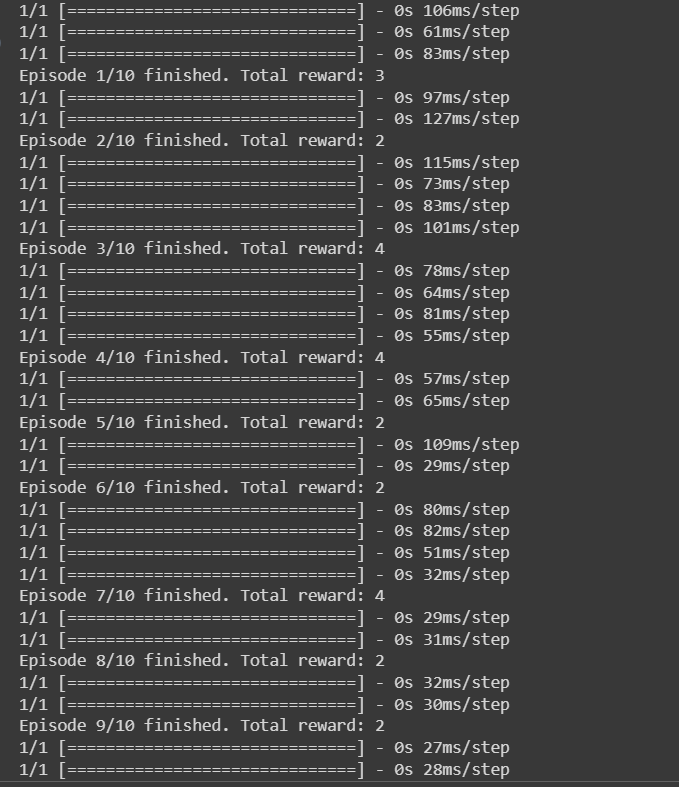 1/1 [==============================] - 0s 106ms/step
1/1 [==============================] - 0s 61ms/step
1/1 [==============================] - 0s 83ms/step
Episode 1/10 finished. Total reward: 3
1/1 [==============================] - 0s 97ms/step
1/1 [==============================] - 0s 127ms/step
Episode 2/10 finished. Total reward: 2
1/1 [==============================] - 0s 115ms/step
1/1 [==============================] - 0s 73ms/step
1/1 [==============================] - 0s 83ms/step
1/1 [==============================] - 0s 101ms/step
Episode 3/10 finished. Total reward: 4
1/1 [==============================] - 0s 78ms/step
1/1 [==============================] - 0s 64ms/step
1/1 [==============================] - 0s 81ms/step
1/1 [==============================] - 0s 55ms/step
Episode 4/10 finished. Total reward: 4
1/1 [==============================] - 0s 57ms/step
1/1 [==============================] - 0s 65ms/step
Episode 5/10 finished. Total reward: 2
1/1 [==============================] - 0s 109ms/step
1/1 [==============================] - 0s 29ms/step
Episode 6/10 finished. Total reward: 2
1/1 [==============================] - 0s 80ms/step
1/1 [==============================] - 0s 82ms/step
1/1 [==============================] - 0s 51ms/step
1/1 [==============================] - 0s 32ms/step
Episode 7/10 finished. Total reward: 4
1/1 [==============================] - 0s 29ms/step
1/1 [==============================] - 0s 31ms/step
Episode 8/10 finished. Total reward: 2
1/1 [==============================] - 0s 32ms/step
1/1 [==============================] - 0s 30ms/step
Episode 9/10 finished. Total reward: 2
1/1 [==============================] - 0s 27ms/step
1/1 [==============================] - 0s 28ms/step